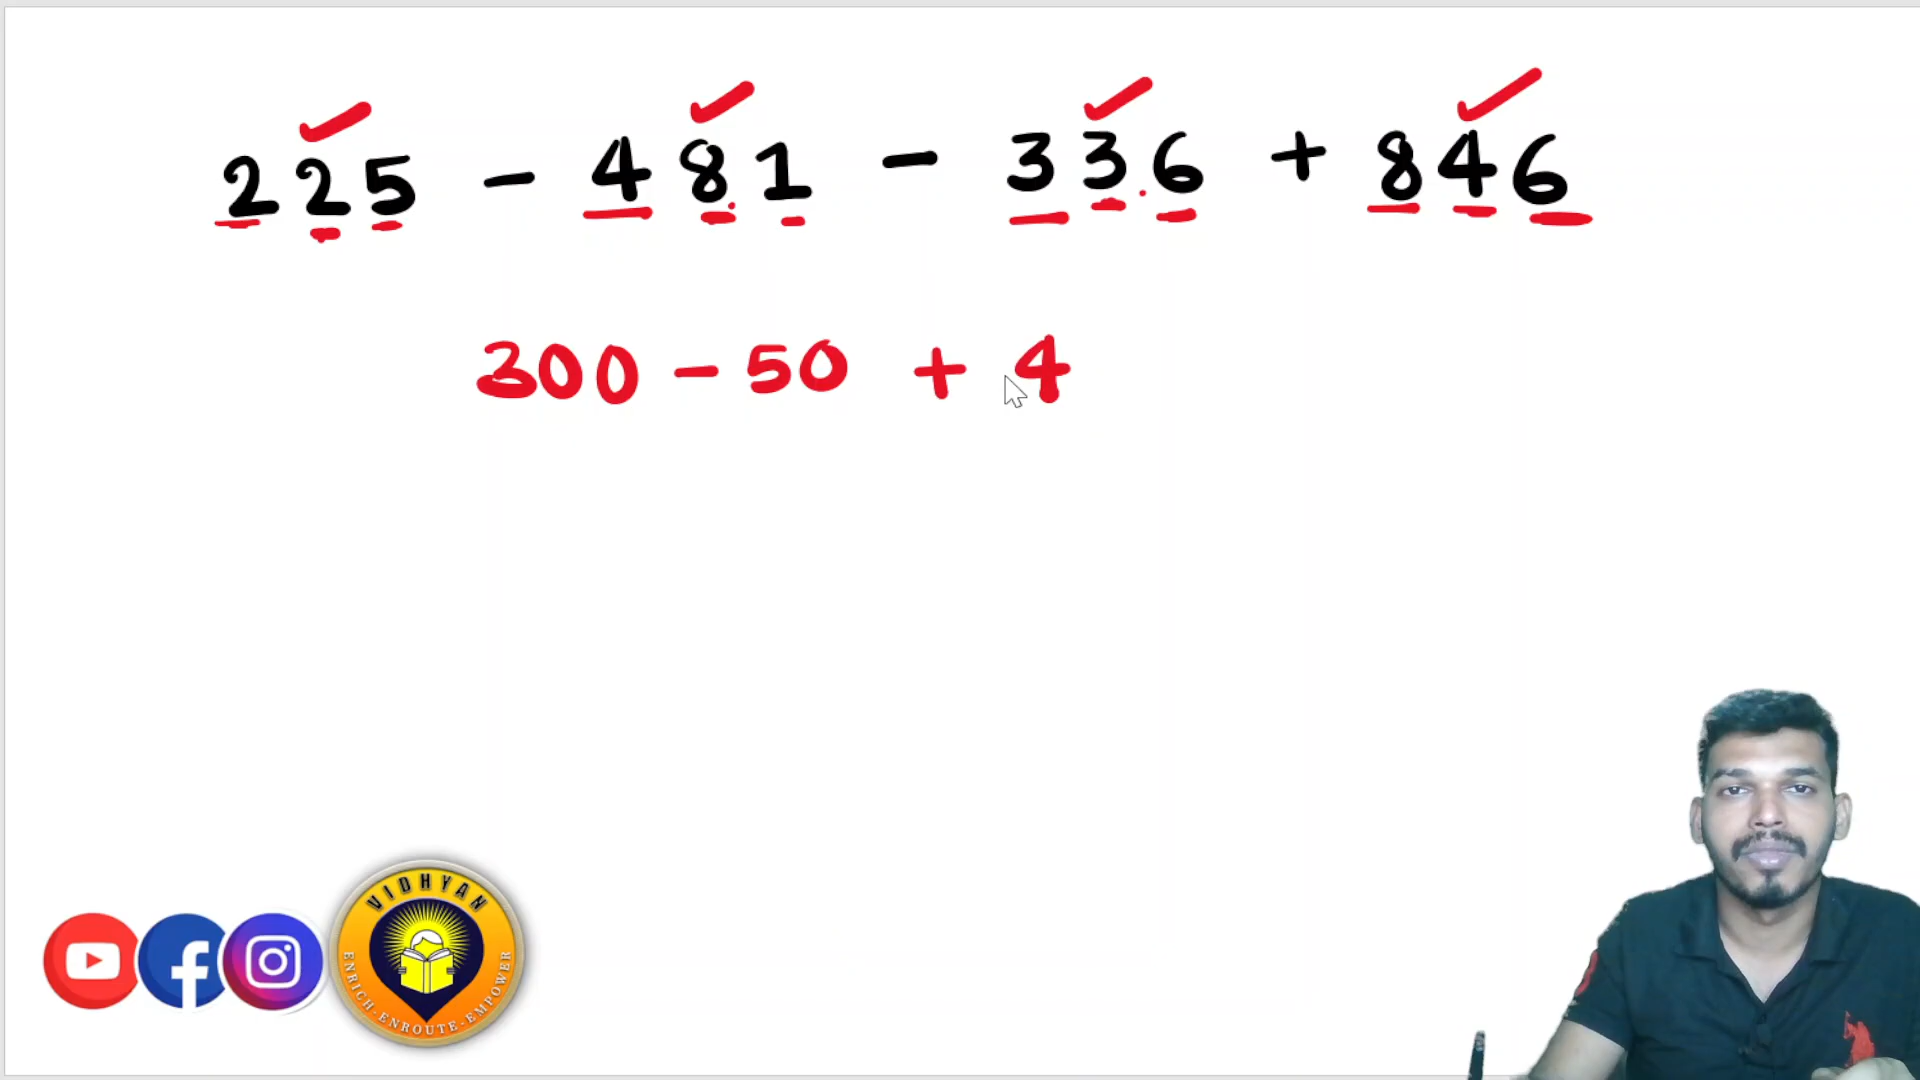 225 - 481 - 336 + 846
300 - 50 + 4
VIDHYAN
ENRICH-ENROUTE-EMPOWER